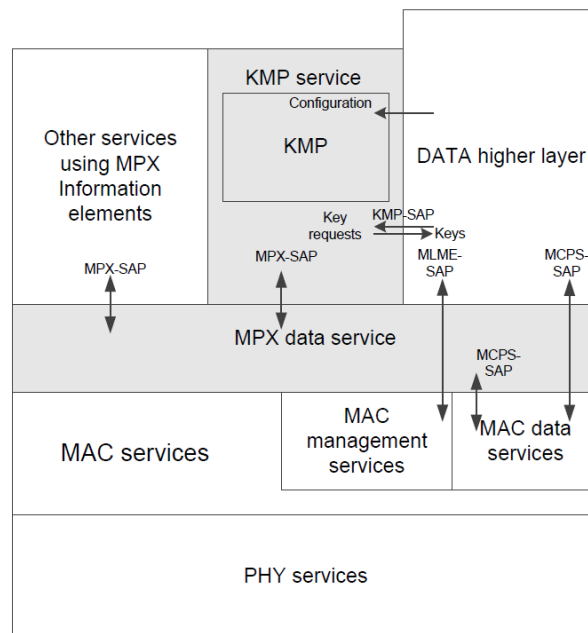 KMP service
Configuration
KMP
Other services
using MPX
Information
elements
DATA higher layer
Key
requests
KMP-SAP
Keys
MPX-SAP
MPX-SAP
MLME-
SAP
MCPS-
SAP
MPX data service
MCPS-
SAP
MAC services
MAC
management
services
MAC data
services
PHY services